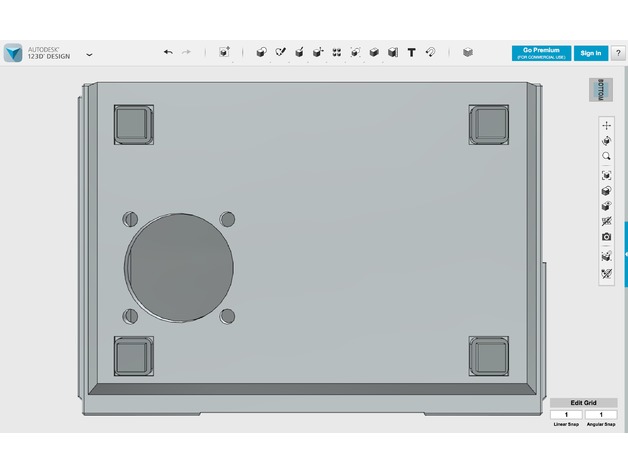 AUTODESK®
123D® DESIGN
T
Go Premium
(FOR COMMERCIAL USE)
Sign In
?
BOTTOM
Edit Grid
1 1
Linear Snap Angular Snap